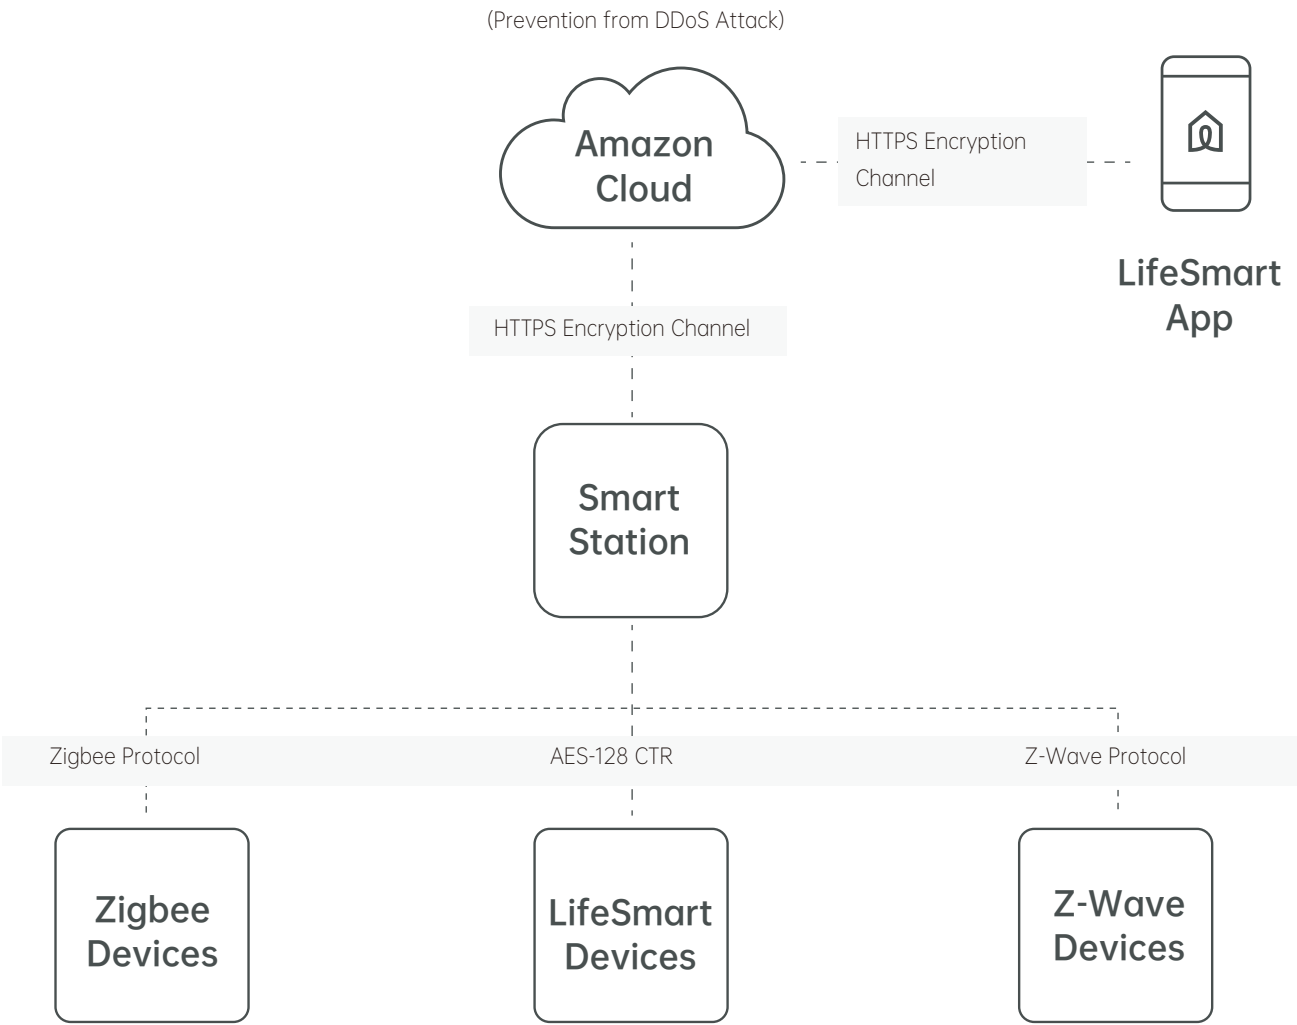 (Prevention from DDoS Attack)
Amazon
Cloud
HTTPS Encryption
Channel
LifeSmart
App
HTTPS Encryption Channel
Smart
Station
Zigbee Protocol
AES-128 CTR
Z-Wave Protocol
Zigbee
Devices
LifeSmart
Devices
Z-Wave
Devices